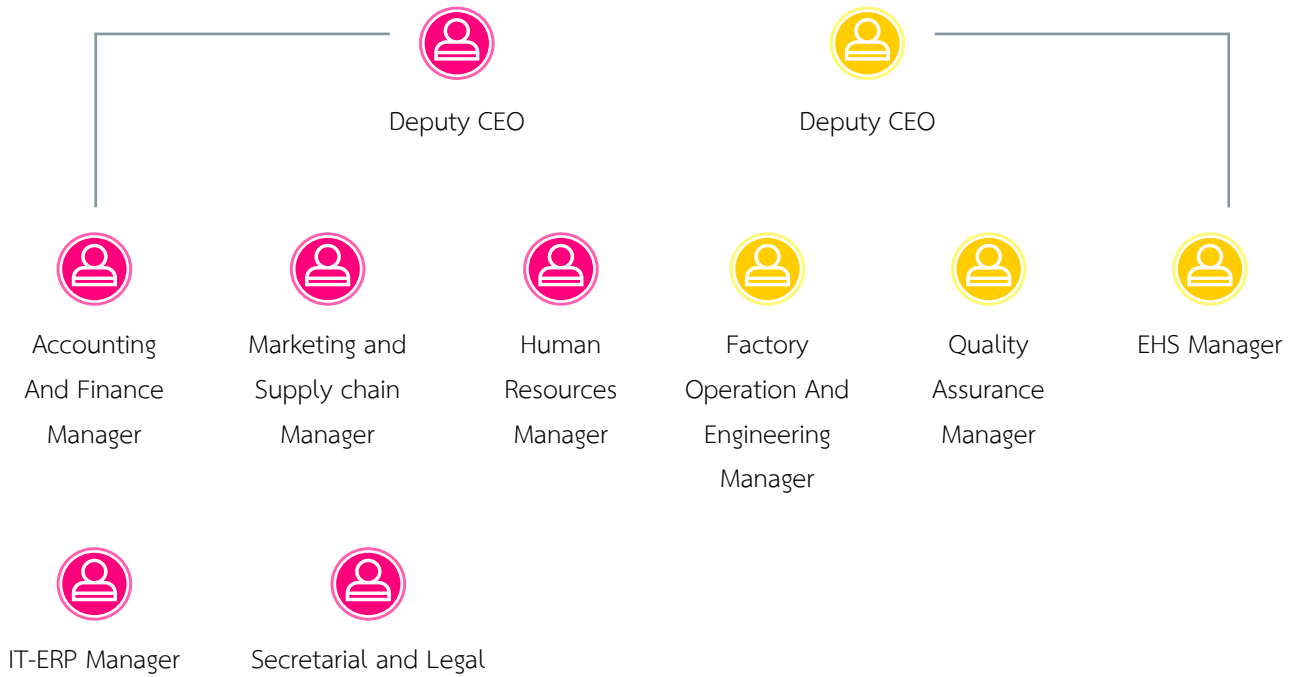 Deputy CEO
Deputy CEO
Accounting
And Finance
Manager
Marketing and
Supply chain
Manager
Human
Resources
Manager
Factory
Operation And
Engineering
Manager
Quality
Assurance
Manager
EHS Manager
IT-ERP Manager
Secretarial and Legal